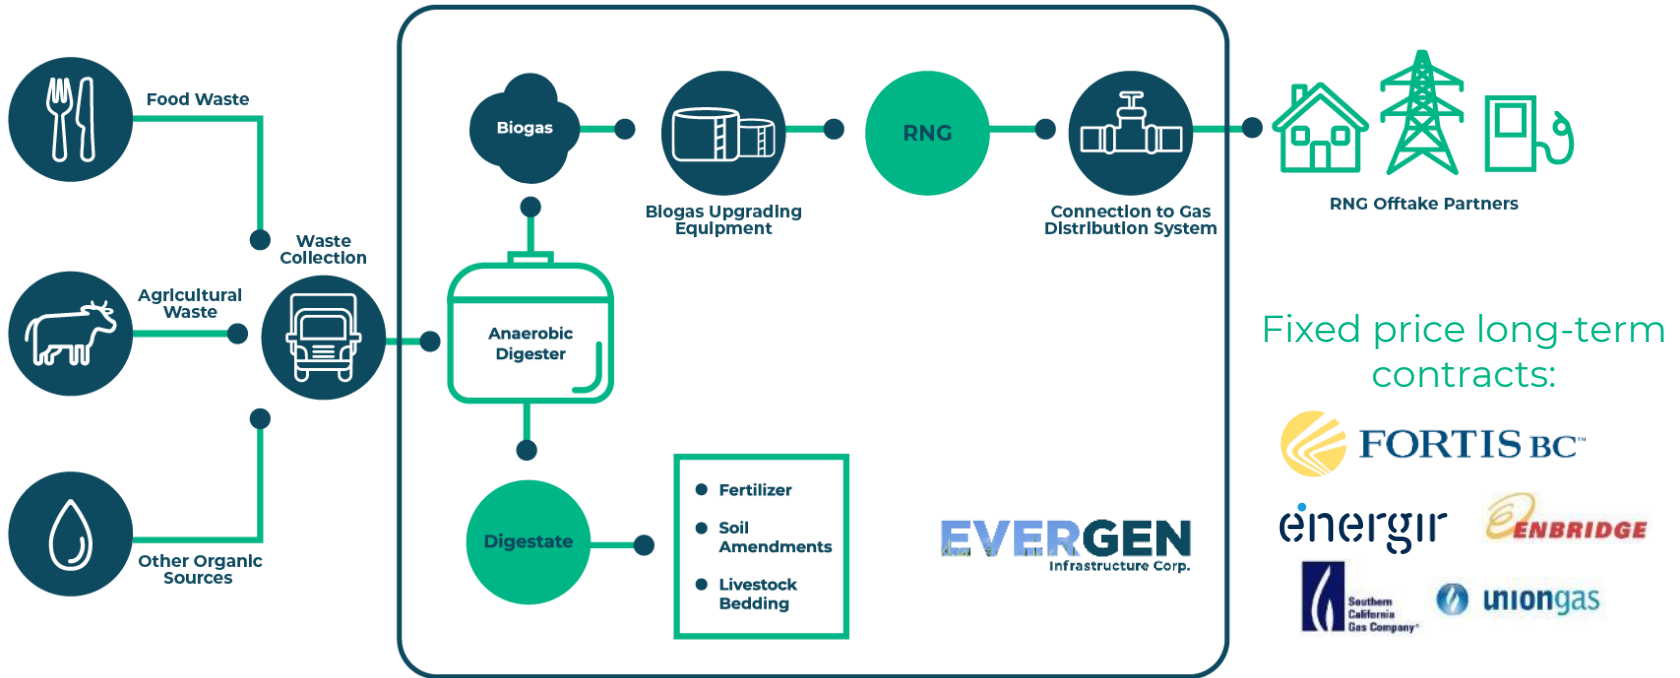 Food Waste
Agricultural
Waste
Other Organic
Sources
Waste
Collection
Anaerobic
Digester
Biogas
Biogas Upgrading
Equipment
RNG
Connection to Gas
Distribution System
RNG Offtake Partners
Digestate
Fertilizer
Soil
Amendments
Livestock
Bedding
EVERGEN
Infrastructure Corp.
Fixed price long-term
contracts:
FORTIS BC™
énergir
ENBRIDGE
Southern
California
Gas Company®
uniongas